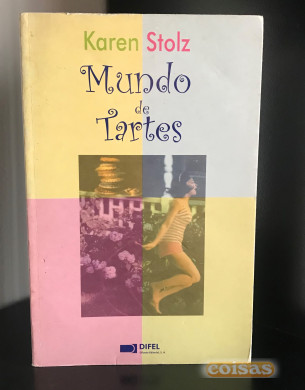 Karen Stolz
Mundo
de
Tartes
DIFEL
coisas